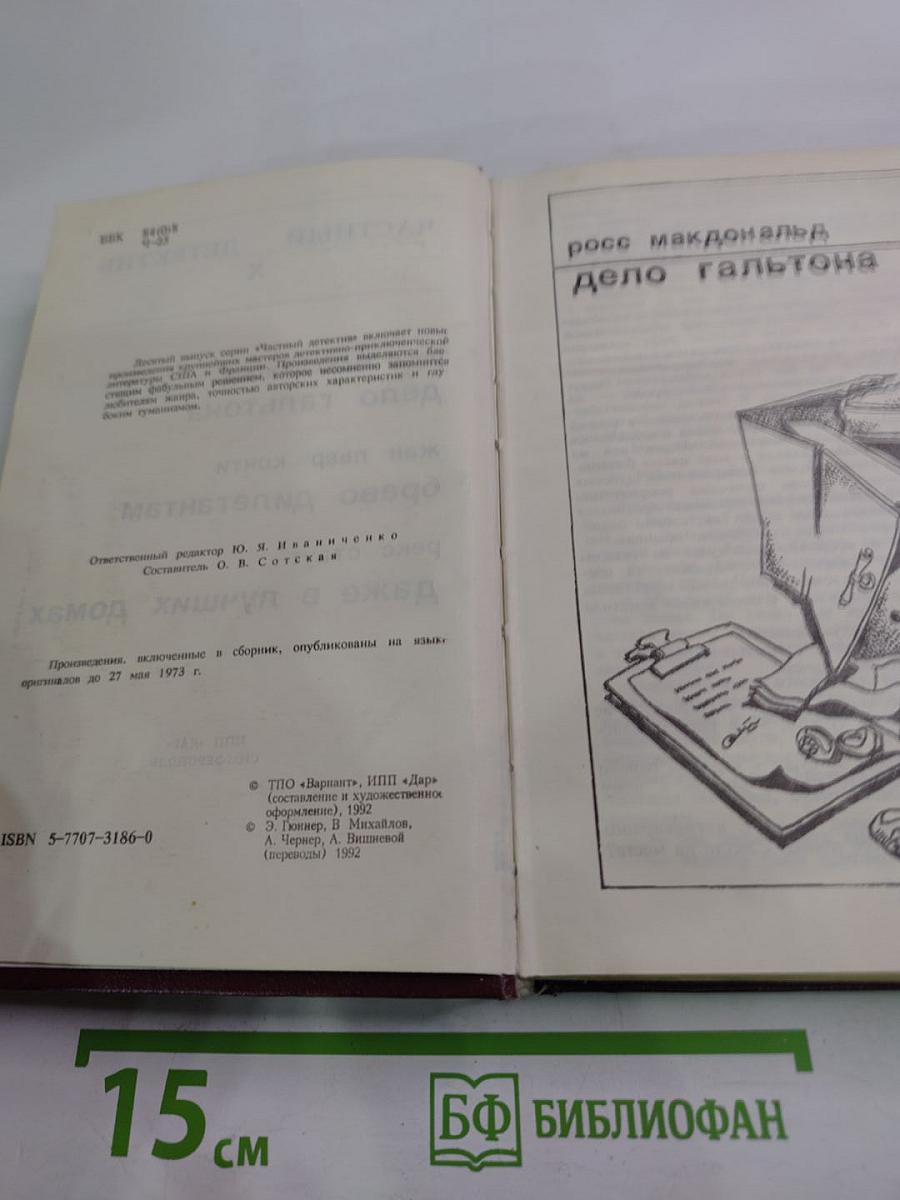 ББК 84(0)8
Ч-25
Десятый выпуск серии «Частный детектив» включает новые
произведения крупнейших мастеров детективно-приключенческой
литературы США и Франции. Произведения выделяются бле
стящим фабульным решением, которое несомненно запомнится
любителям жанра, точностью авторских характеристик и глу
боким гуманизмом.
Ответственный редактор Ю. Я. Иваниченко
Составитель О. В. Сотская
Произведения, включенные в сборник, опубликованы на язык
оригиналов до 27 мая 1973 г.
© ТПО «Вариант», ИПП «Дар»
(составление и художественное
оформление), 1992
© Э. Гюннер, В Михайлов,
А. Чернер, А. Вишневой
(переводы) 1992
ISBN 5-7707-3186-0
росс макдональд
дело гальтона
15 см
БФ БИБЛИОФАН